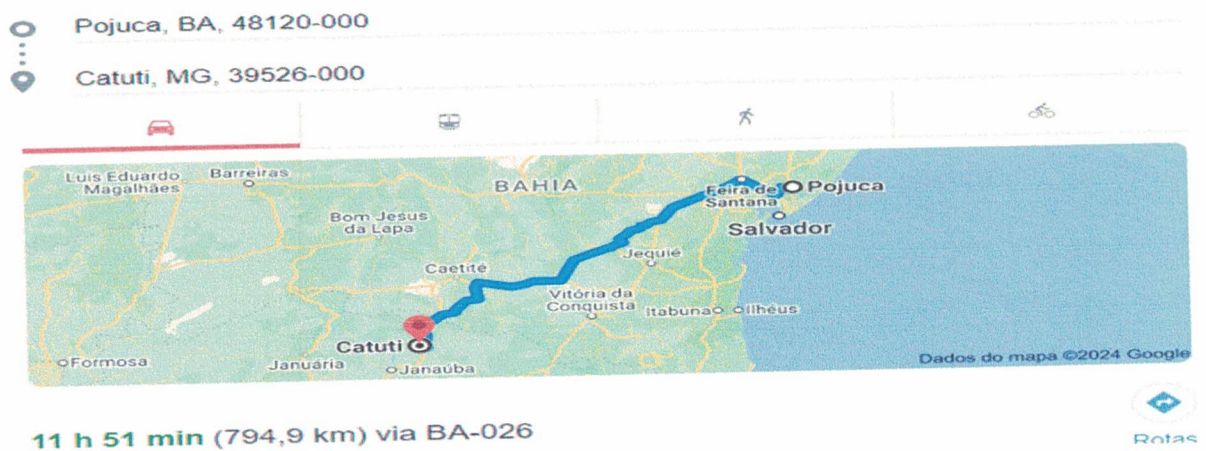 Pojuca, BA, 48120-000
Catuti, MG, 39526-000
Luis Eduardo
Magalhães
Barreiras
BAHIA
Feira de
Santana
Pojuca
Bom Jesus
da Lapa
Salvador
Jequié
Caetité
Vitória da
Conquista
Itabuna
Ilhéus
Catuti
Formosa
Januária
Janaúba
Dados do mapa ©2024 Google
11 h 51 min (794,9 km) via BA-026
Rotas